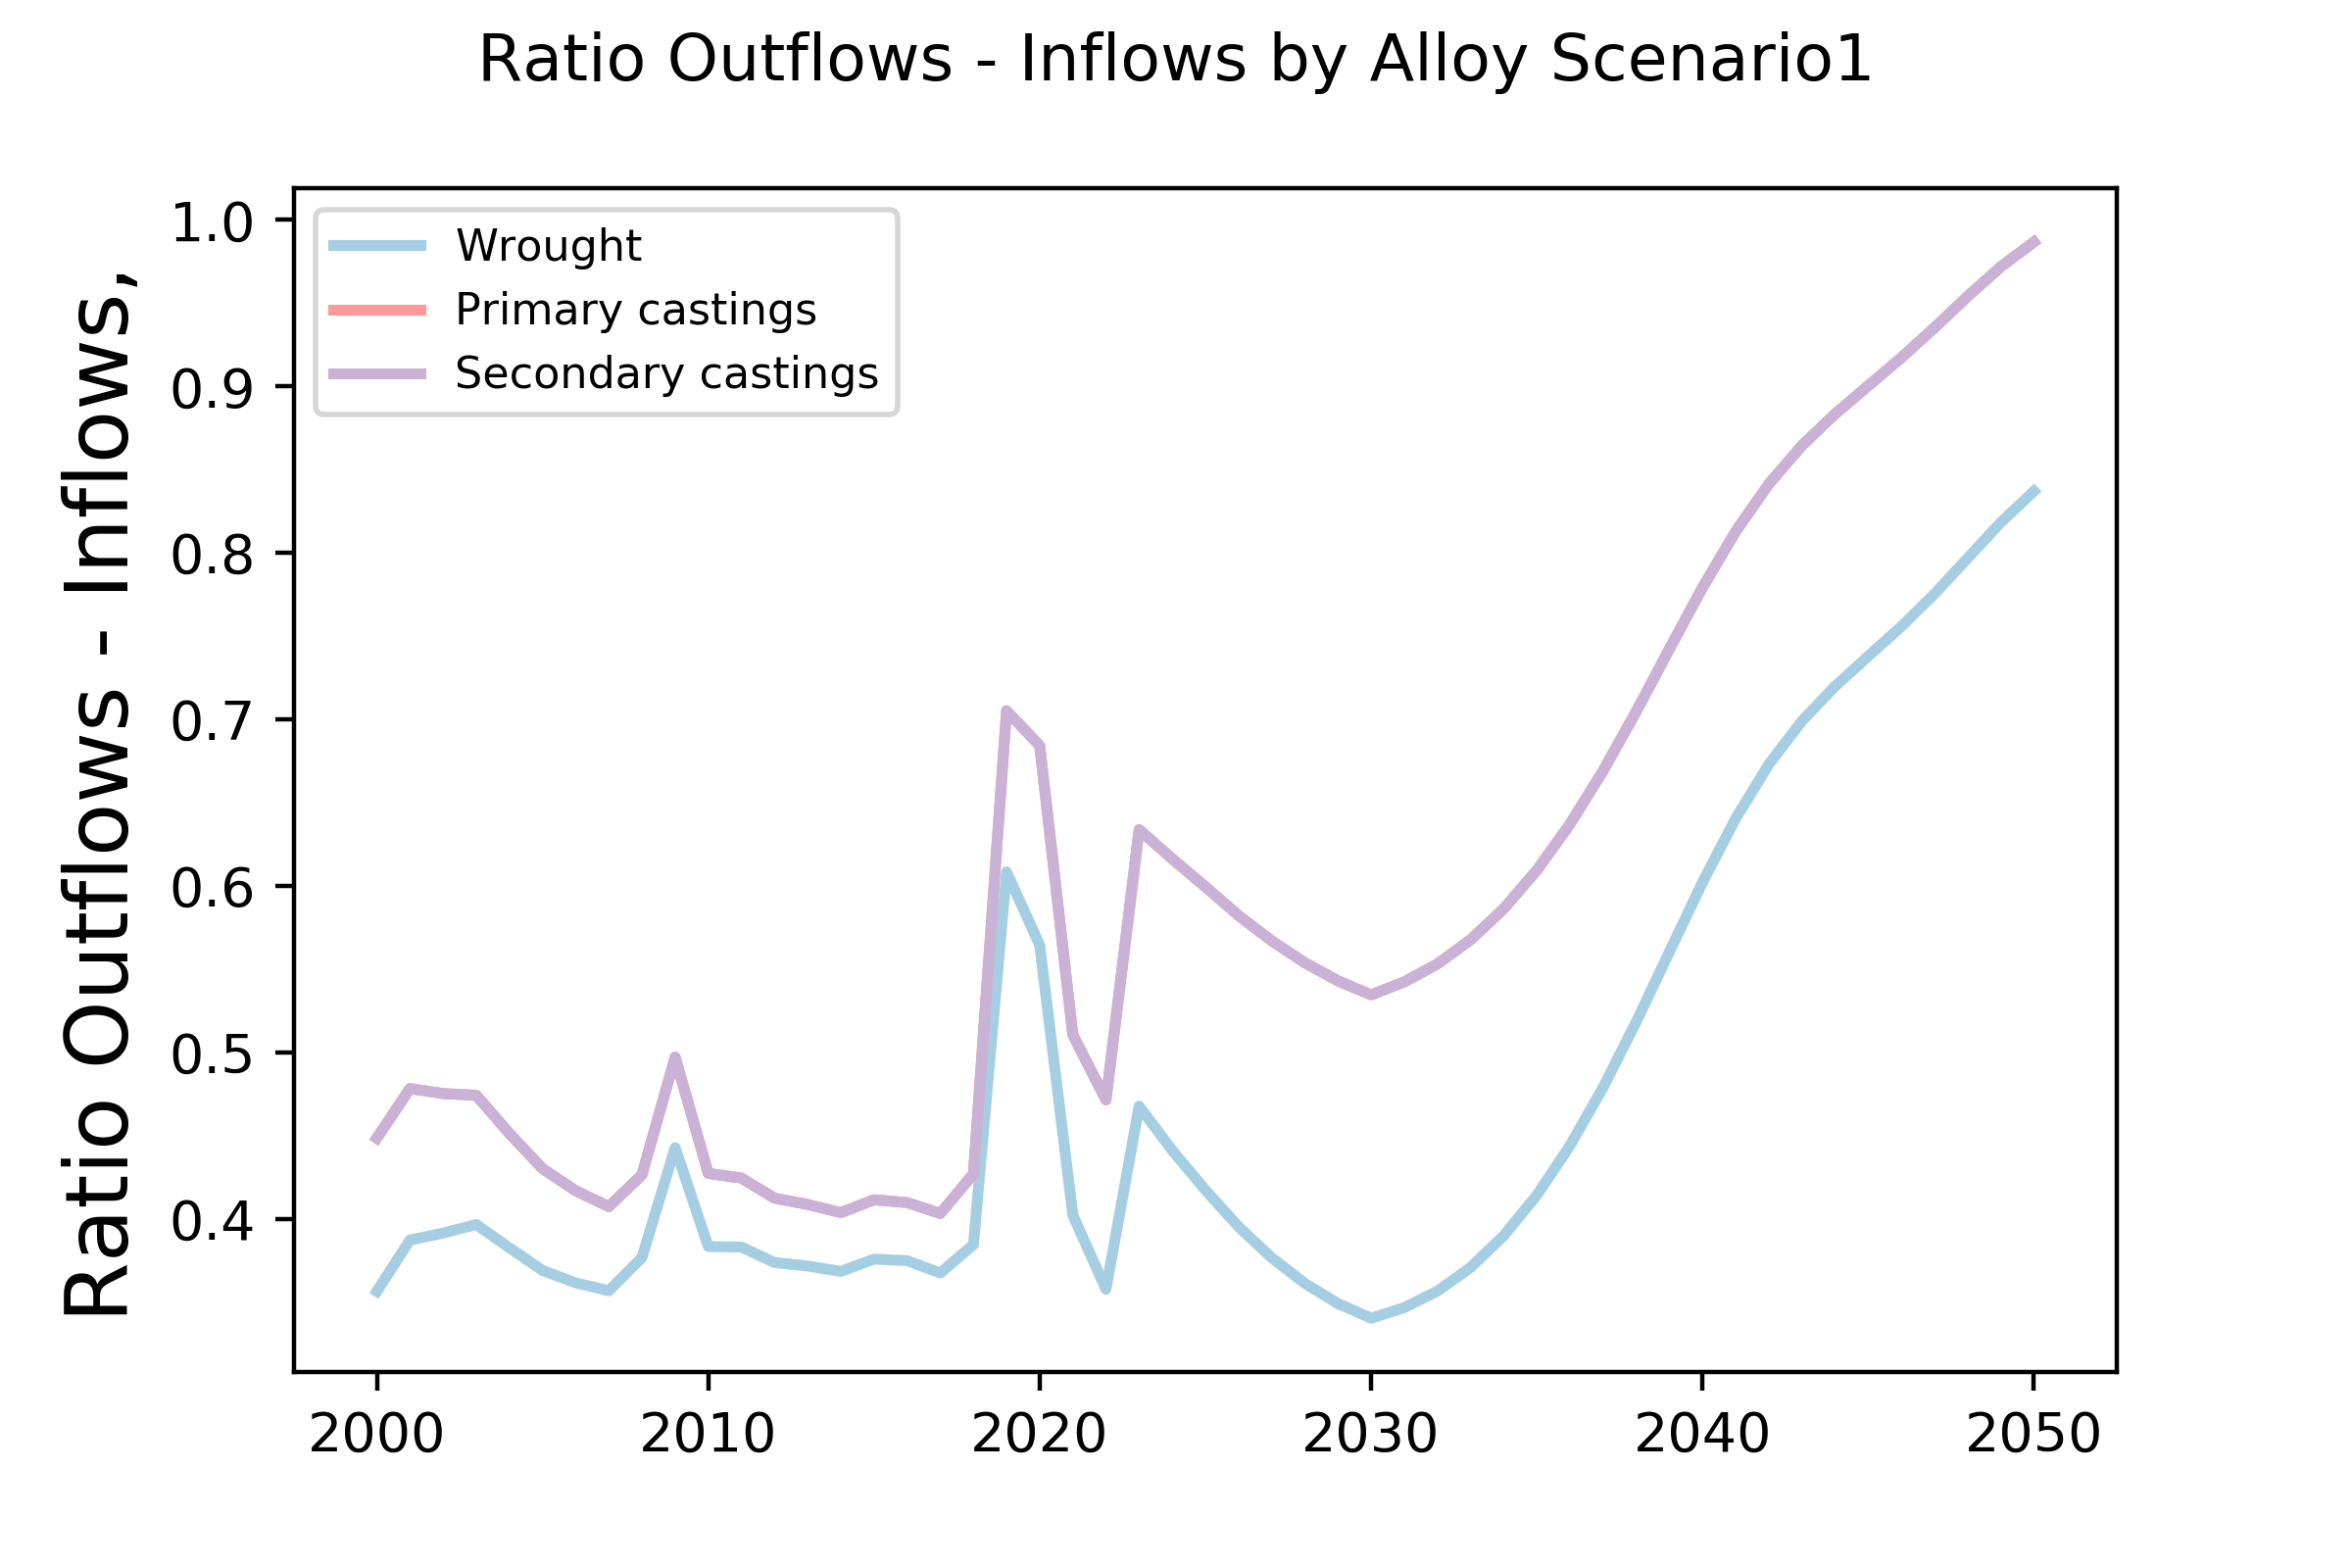 Ratio Outflows - Inflows by Alloy Scenario1
Ratio Outflows - Inflows,
1.0
0.9
0.8
0.7
0.6
0.5
0.4
Wrought
Primary castings
Secondary castings
2000 2010 2020 2030 2040 2050